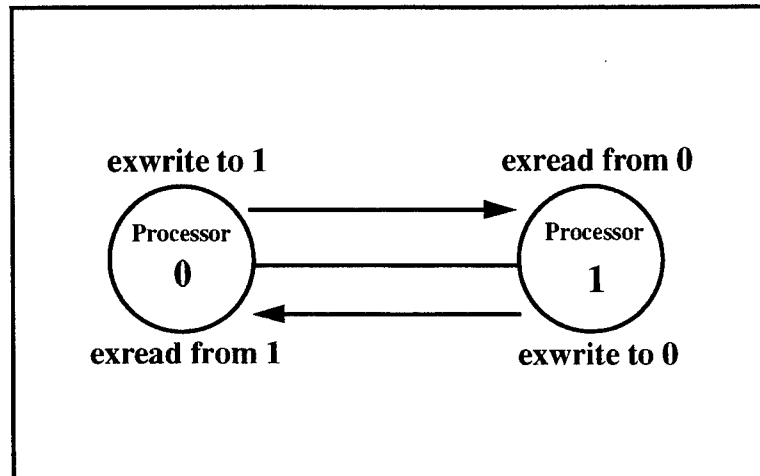 exwrite to 1
exread from 0
Processor
0
Processor
1
exread from 1
exwrite to 0